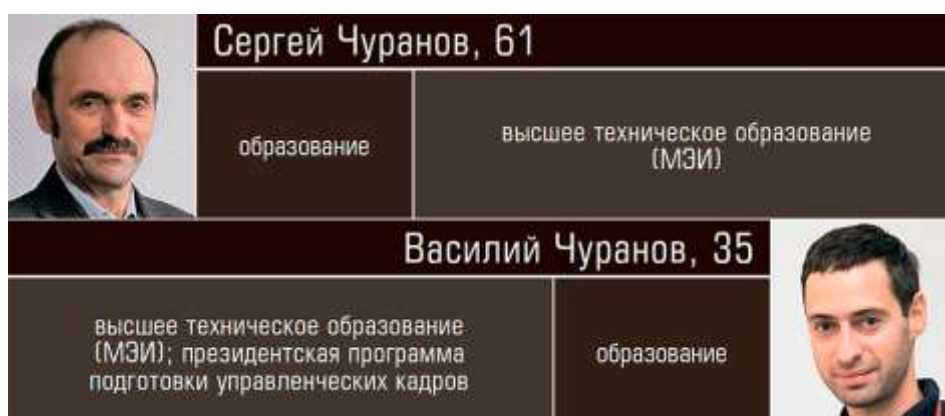 Сергей Чуранов, 61
образование
высшее техническое образование
(МЭИ)
Василий Чуранов, 35
высшее техническое образование
(МЭИ); президентская программа
подготовки управленческих кадров
образование